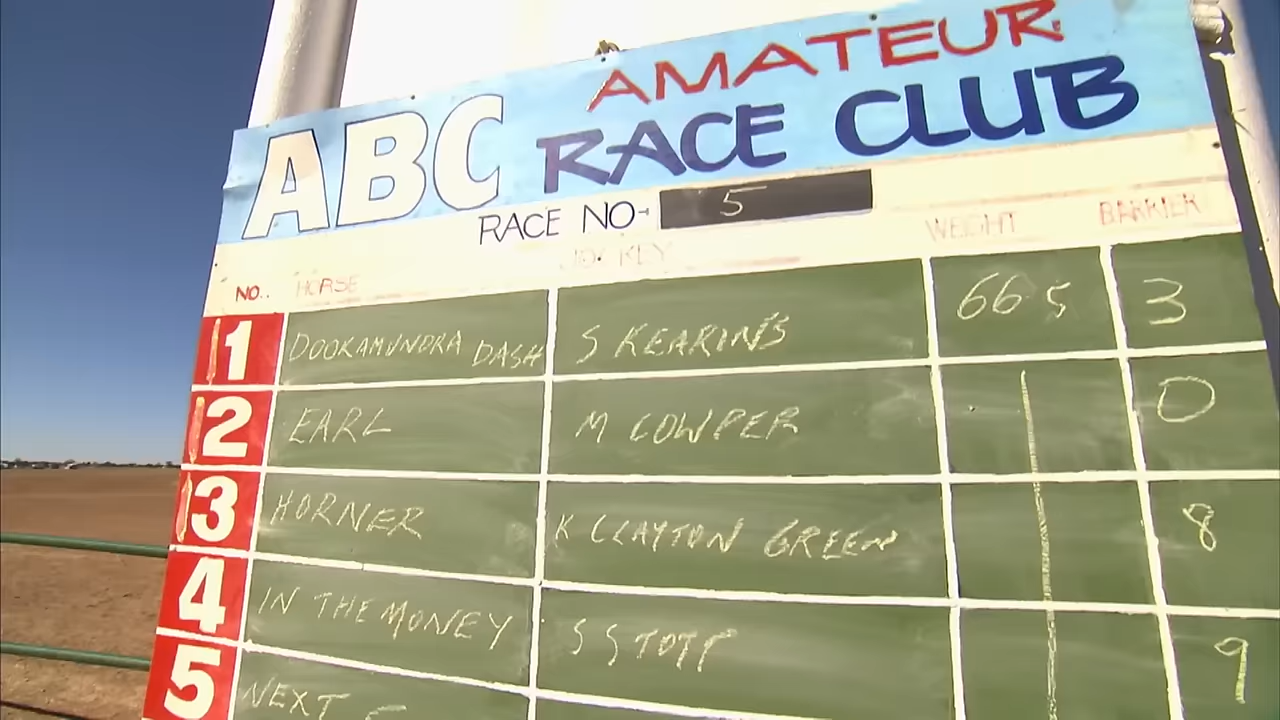 AMATEUR
ABC RACE CLUB
RACE NO- 5
NO.. HORSE JOCKEY WEIGHT BARRIER
1 DOOKAMUNDRA DASH S KEARINS 66 5 3
2 EARL M COWPER 0
3 HORNER K CLAYTON GREEN 8
4 IN THE MONEY S STOTT 9
5 NEXT